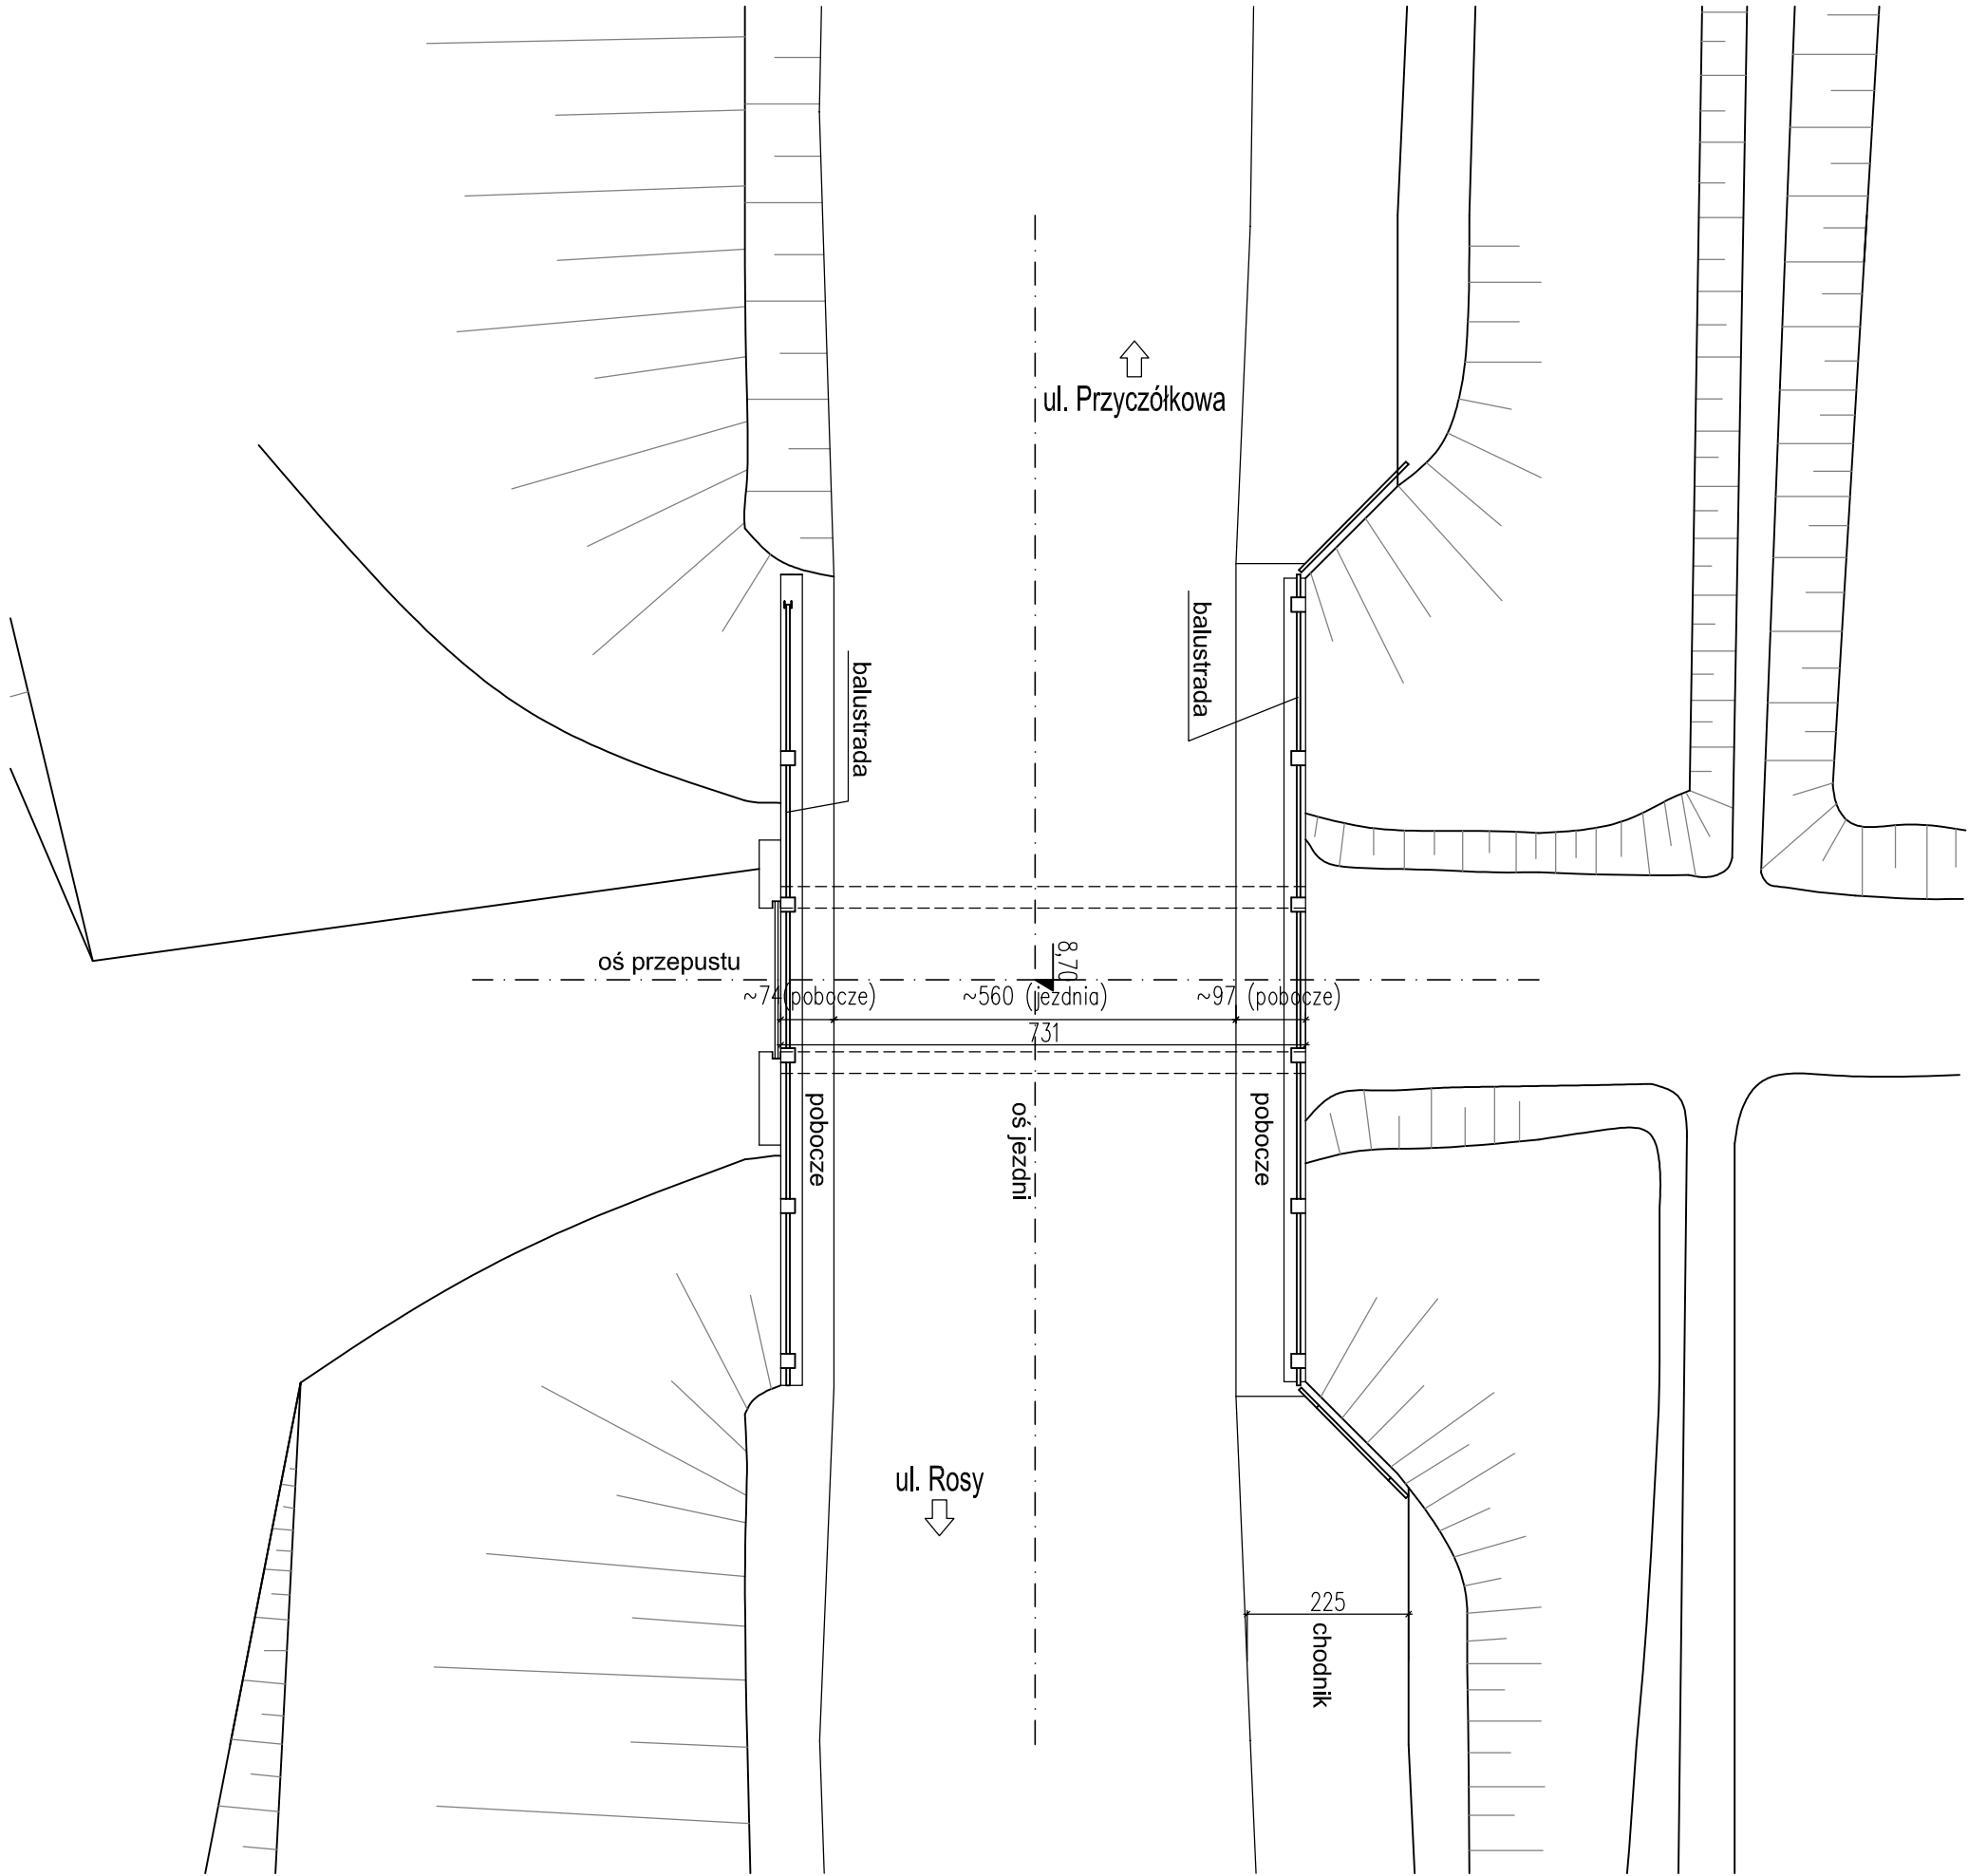 ul. Przyczółkowa
balustrada
balustrada
oś przepustu
8,70
~74(pobocze)
~560 (jezdnia)
~97 (pobocze)
731
pobocze
oś jezdni
pobocze
ul. Rosy
225
chodnik